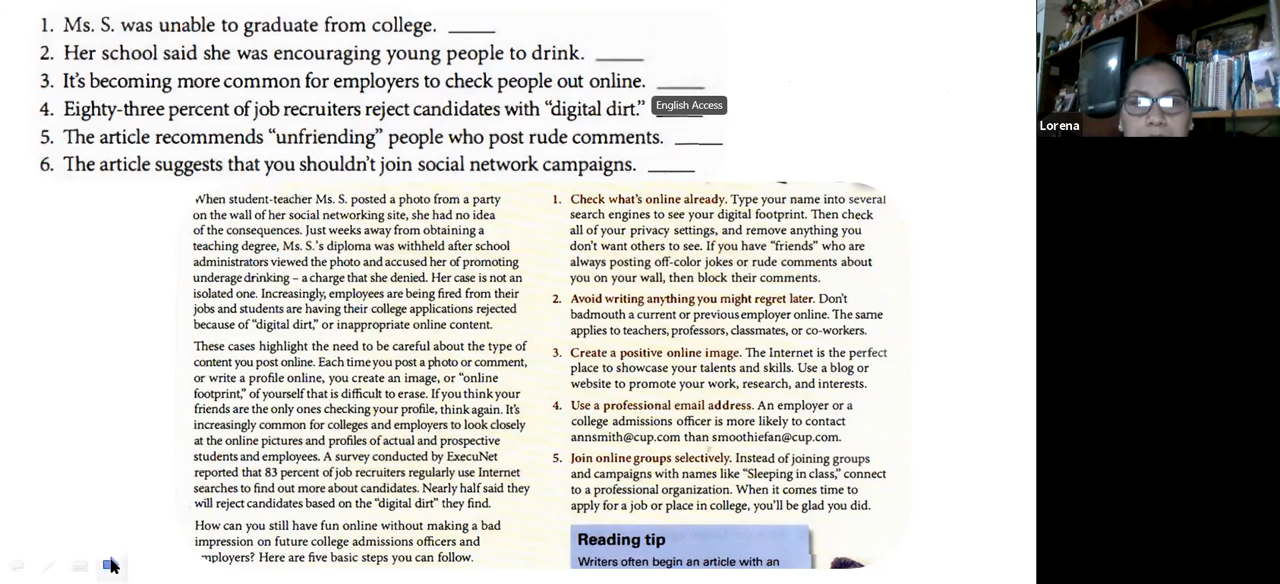 1. Ms. S. was unable to graduate from college. _____
2. Her school said she was encouraging young people to drink. _____
3. It's becoming more common for employers to check people out online. _____
4. Eighty-three percent of job recruiters reject candidates with "digital dirt." _____
English Access
5. The article recommends "unfriending" people who post rude comments. _____
6. The article suggests that you shouldn't join social network campaigns. _____
When student-teacher Ms. S. posted a photo from a party
on the wall of her social networking site, she had no idea
of the consequences. Just weeks away from obtaining a
teaching degree, Ms. S.'s diploma was withheld after school
administrators viewed the photo and accused her of promoting
underage drinking – a charge that she denied. Her case is not an
isolated one. Increasingly, employees are being fired from their
jobs and students are having their college applications rejected
because of "digital dirt," or inappropriate online content.
These cases highlight the need to be careful about the type of
content you post online. Each time you post a photo or comment,
or write a profile online, you create an image, or "online
footprint," of yourself that is difficult to erase. If you think your
friends are the only ones checking your profile, think again. It's
increasingly common for colleges and employers to look closely
at the online pictures and profiles of actual and prospective
students and employees. A survey conducted by ExecuNet
reported that 83 percent of job recruiters regularly use Internet
searches to find out more about candidates. Nearly half said they
will reject candidates based on the "digital dirt" they find.
How can you still have fun online without making a bad
impression on future college admissions officers and
mployers? Here are five basic steps you can follow.
1. Check what's online already. Type your name into several
search engines to see your digital footprint. Then check
all of your privacy settings, and remove anything you
don't want others to see. If you have "friends" who are
always posting off-color jokes or rude comments about
you on your wall, then block their comments.
2. Avoid writing anything you might regret later. Don't
badmouth a current or previous employer online. The same
applies to teachers, professors, classmates, or co-workers.
3. Create a positive online image. The Internet is the perfect
place to showcase your talents and skills. Use a blog or
website to promote your work, research, and interests.
4. Use a professional email address. An employer or a
college admissions officer is more likely to contact
annsmith@cup.com than smoothiefan@cup.com.
5. Join online groups selectively. Instead of joining groups
and campaigns with names like "Sleeping in class," connect
to a professional organization. When it comes time to
apply for a job or place in college, you'll be glad you did.
Reading tip
Writers often begin an article with an
Lorena